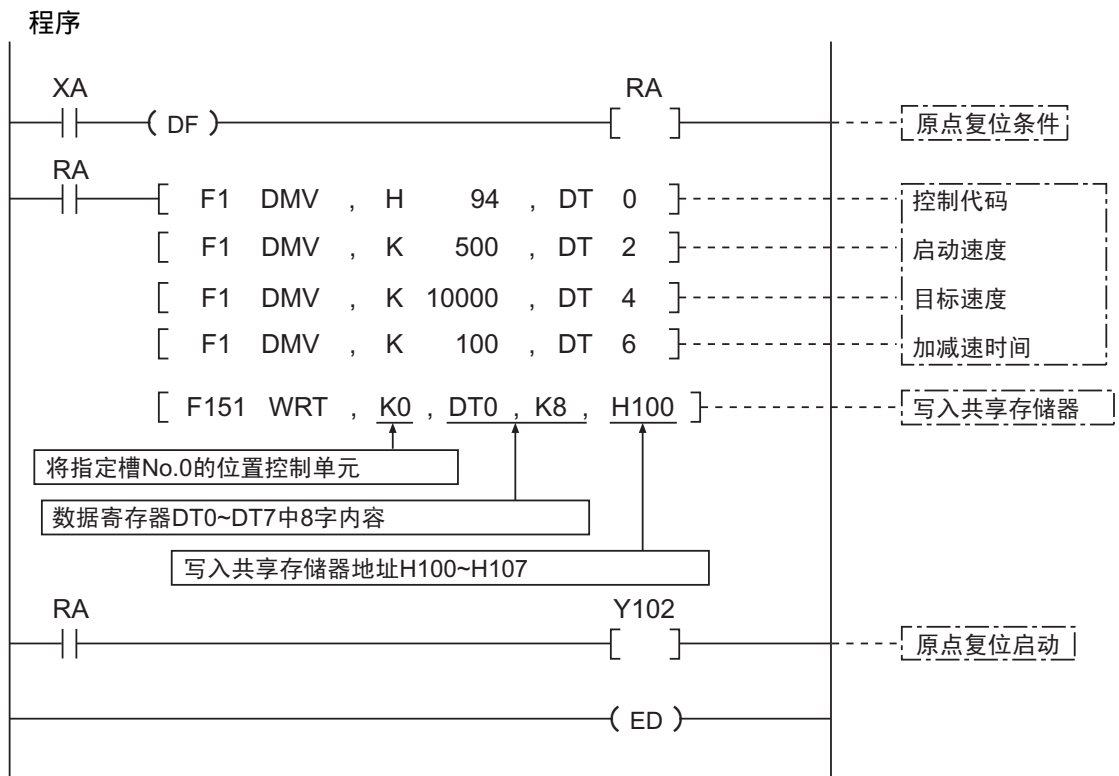 程序
XA
RA
( DF )
[ ]
原点复位条件
RA
[ F1 DMV , H 94 , DT 0 ]
控制代码
[ F1 DMV , K 500 , DT 2 ]
启动速度
[ F1 DMV , K 10000 , DT 4 ]
目标速度
[ F1 DMV , K 100 , DT 6 ]
加减速时间
[ F151 WRT , K0 , DT0 , K8 , H100 ]
写入共享存储器
将指定槽No.0的位置控制单元
数据寄存器DT0~DT7中8字内容
写入共享存储器地址H100~H107
RA
Y102
[ ]
原点复位启动
( ED )